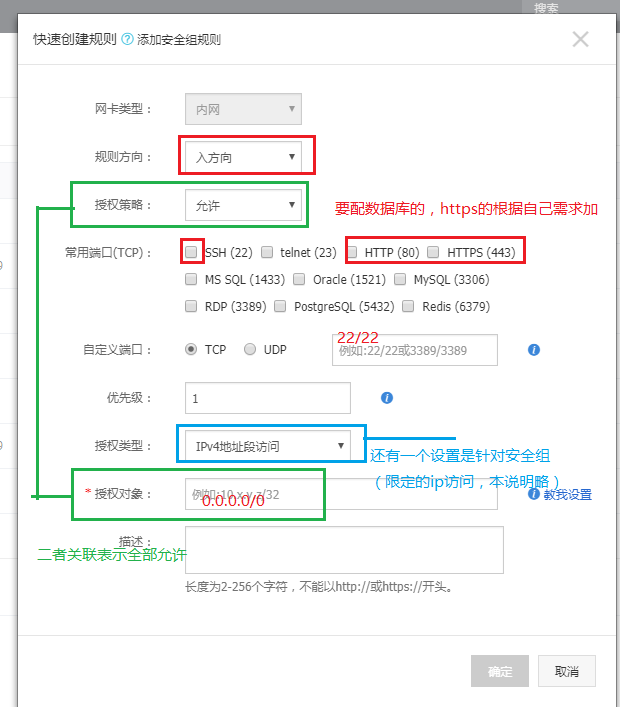 搜索
快速创建规则 ? 添加安全组规则
网卡类型： 内网
规则方向： 入方向
授权策略： 允许
要配数据库的，https的根据自己需求加
常用端口(TCP)： SSH (22) telnet (23) HTTP (80) HTTPS (443)
MS SQL (1433) Oracle (1521) MySQL (3306)
RDP (3389) PostgreSQL (5432) Redis (6379)
22/22
自定义端口： TCP UDP 例如:22/22或3389/3389
优先级： 1
授权类型： IPv4地址段访问
还有一个设置是针对安全组
（限定的ip访问，本说明略）
* 授权对象： 例如:10.x.y.z/32 教我设置
0.0.0.0/0
描述：
二者关联表示全部允许
长度为2-256个字符，不能以http://或https://开头。
确定 取消